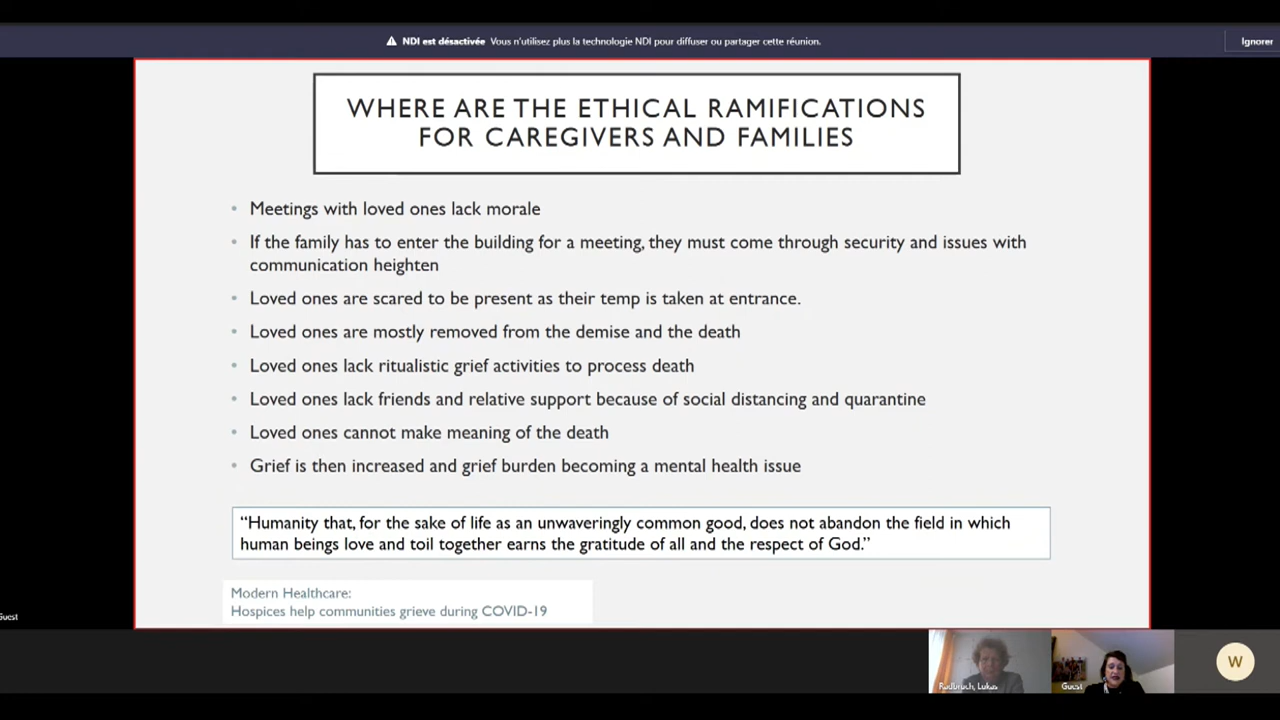 NDI est désactivée Vous n'utilisez plus la technologie NDI pour diffuser ou partager cette réunion.
Ignorer
WHERE ARE THE ETHICAL RAMIFICATIONS
FOR CAREGIVERS AND FAMILIES
• Meetings with loved ones lack morale
• If the family has to enter the building for a meeting, they must come through security and issues with
communication heighten
• Loved ones are scared to be present as their temp is taken at entrance.
• Loved ones are mostly removed from the demise and the death
• Loved ones lack ritualistic grief activities to process death
• Loved ones lack friends and relative support because of social distancing and quarantine
• Loved ones cannot make meaning of the death
• Grief is then increased and grief burden becoming a mental health issue
“Humanity that, for the sake of life as an unwaveringly common good, does not abandon the field in which
human beings love and toil together earns the gratitude of all and the respect of God.”
Modern Healthcare:
Hospices help communities grieve during COVID-19
Guest
Radbruch, Lukas
Guest
W